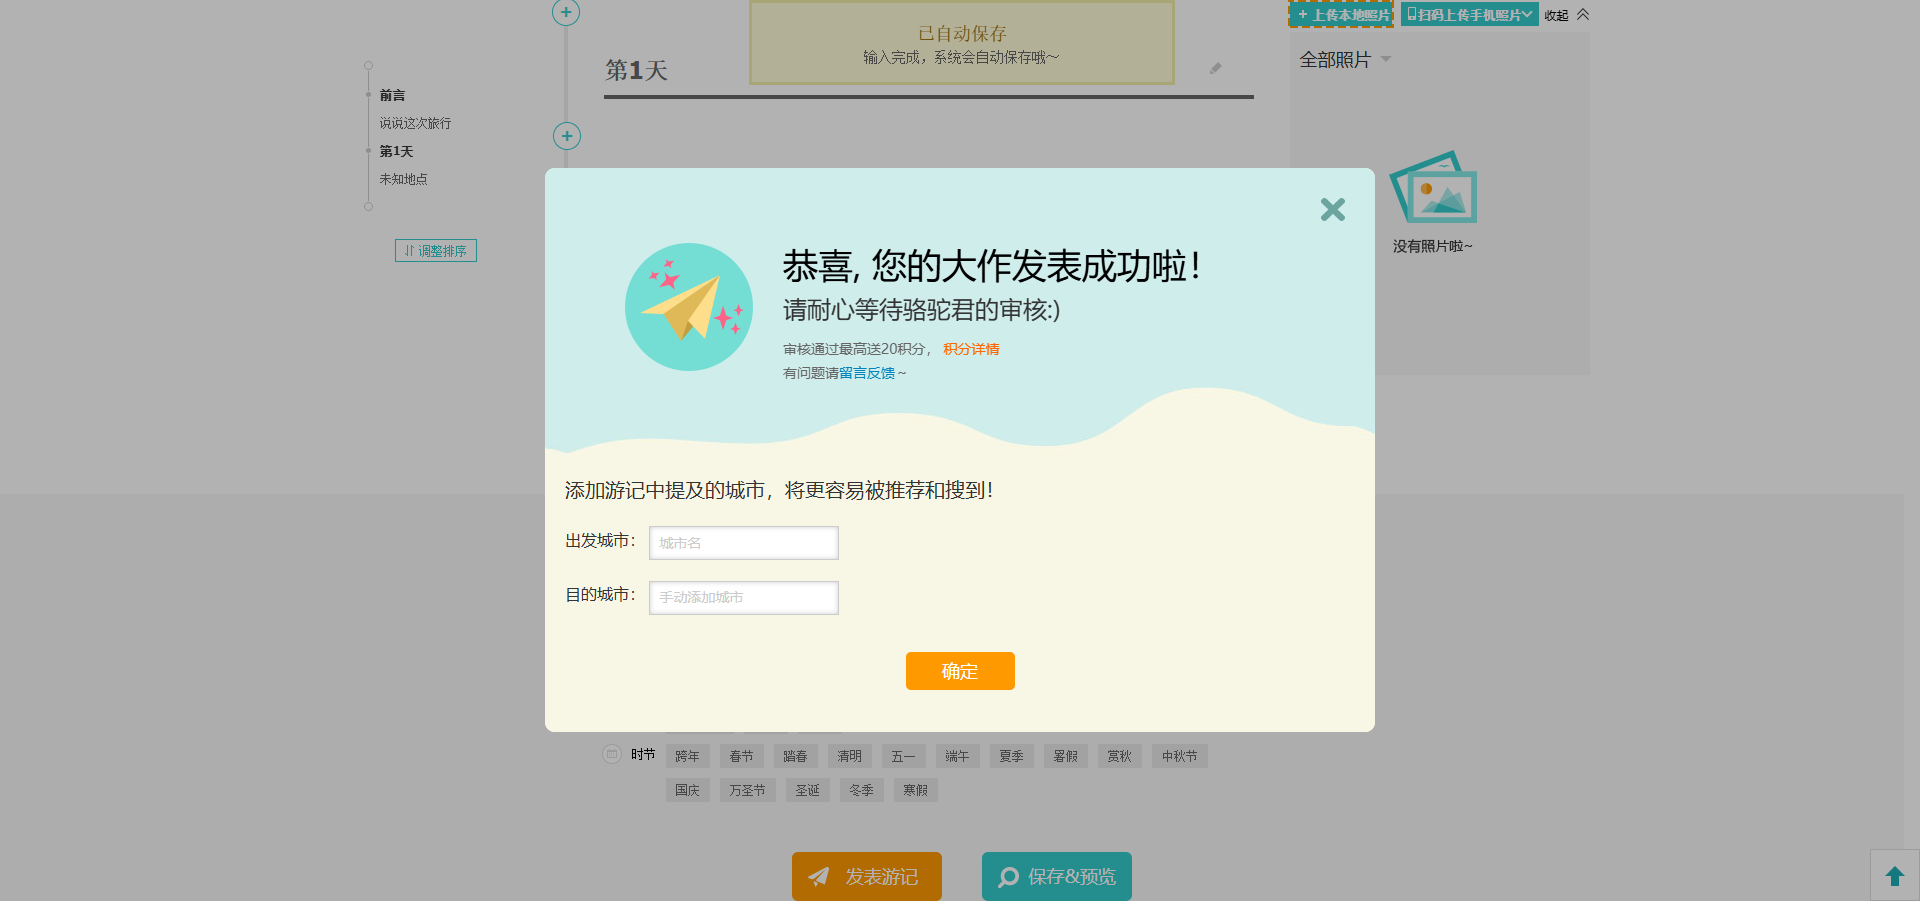 已自动保存
输入完成，系统会自动保存哦～
+ 上传本地照片
扫码上传手机照片
收起
第1天
全部照片
前言
说说这次旅行
第1天
未知地点
调整排序
没有照片啦~
恭喜, 您的大作发表成功啦!
请耐心等待骆驼君的审核:)
审核通过最高送20积分， 积分详情
有问题请留言反馈 ~
添加游记中提及的城市，将更容易被推荐和搜到!
出发城市： 城市名
目的城市： 手动添加城市
确定
时节 跨年 春节 踏春 清明 五一 端午 夏季 暑假 赏秋 中秋节
国庆 万圣节 圣诞 冬季 寒假
发表游记 保存&预览